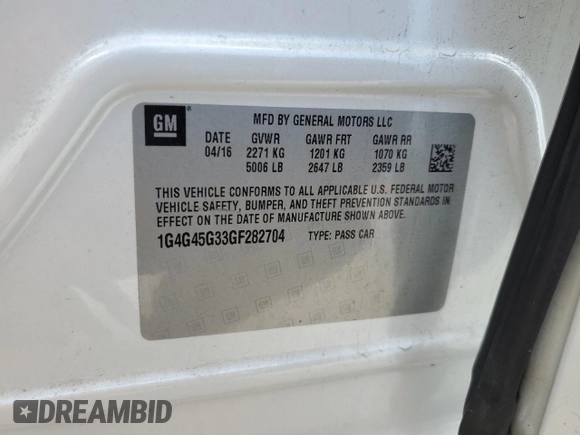 GM ®
MFD BY GENERAL MOTORS LLC
DATE GVWR GAWR FRT GAWR RR
04/16 2271 KG 1201 KG 1070 KG
5006 LB 2647 LB 2359 LB
THIS VEHICLE CONFORMS TO ALL APPLICABLE U.S. FEDERAL MOTOR
VEHICLE SAFETY, BUMPER, AND THEFT PREVENTION STANDARDS IN
EFFECT ON THE DATE OF MANUFACTURE SHOWN ABOVE.
1G4G45G33GF282704 TYPE: PASS CAR
DREAMBID